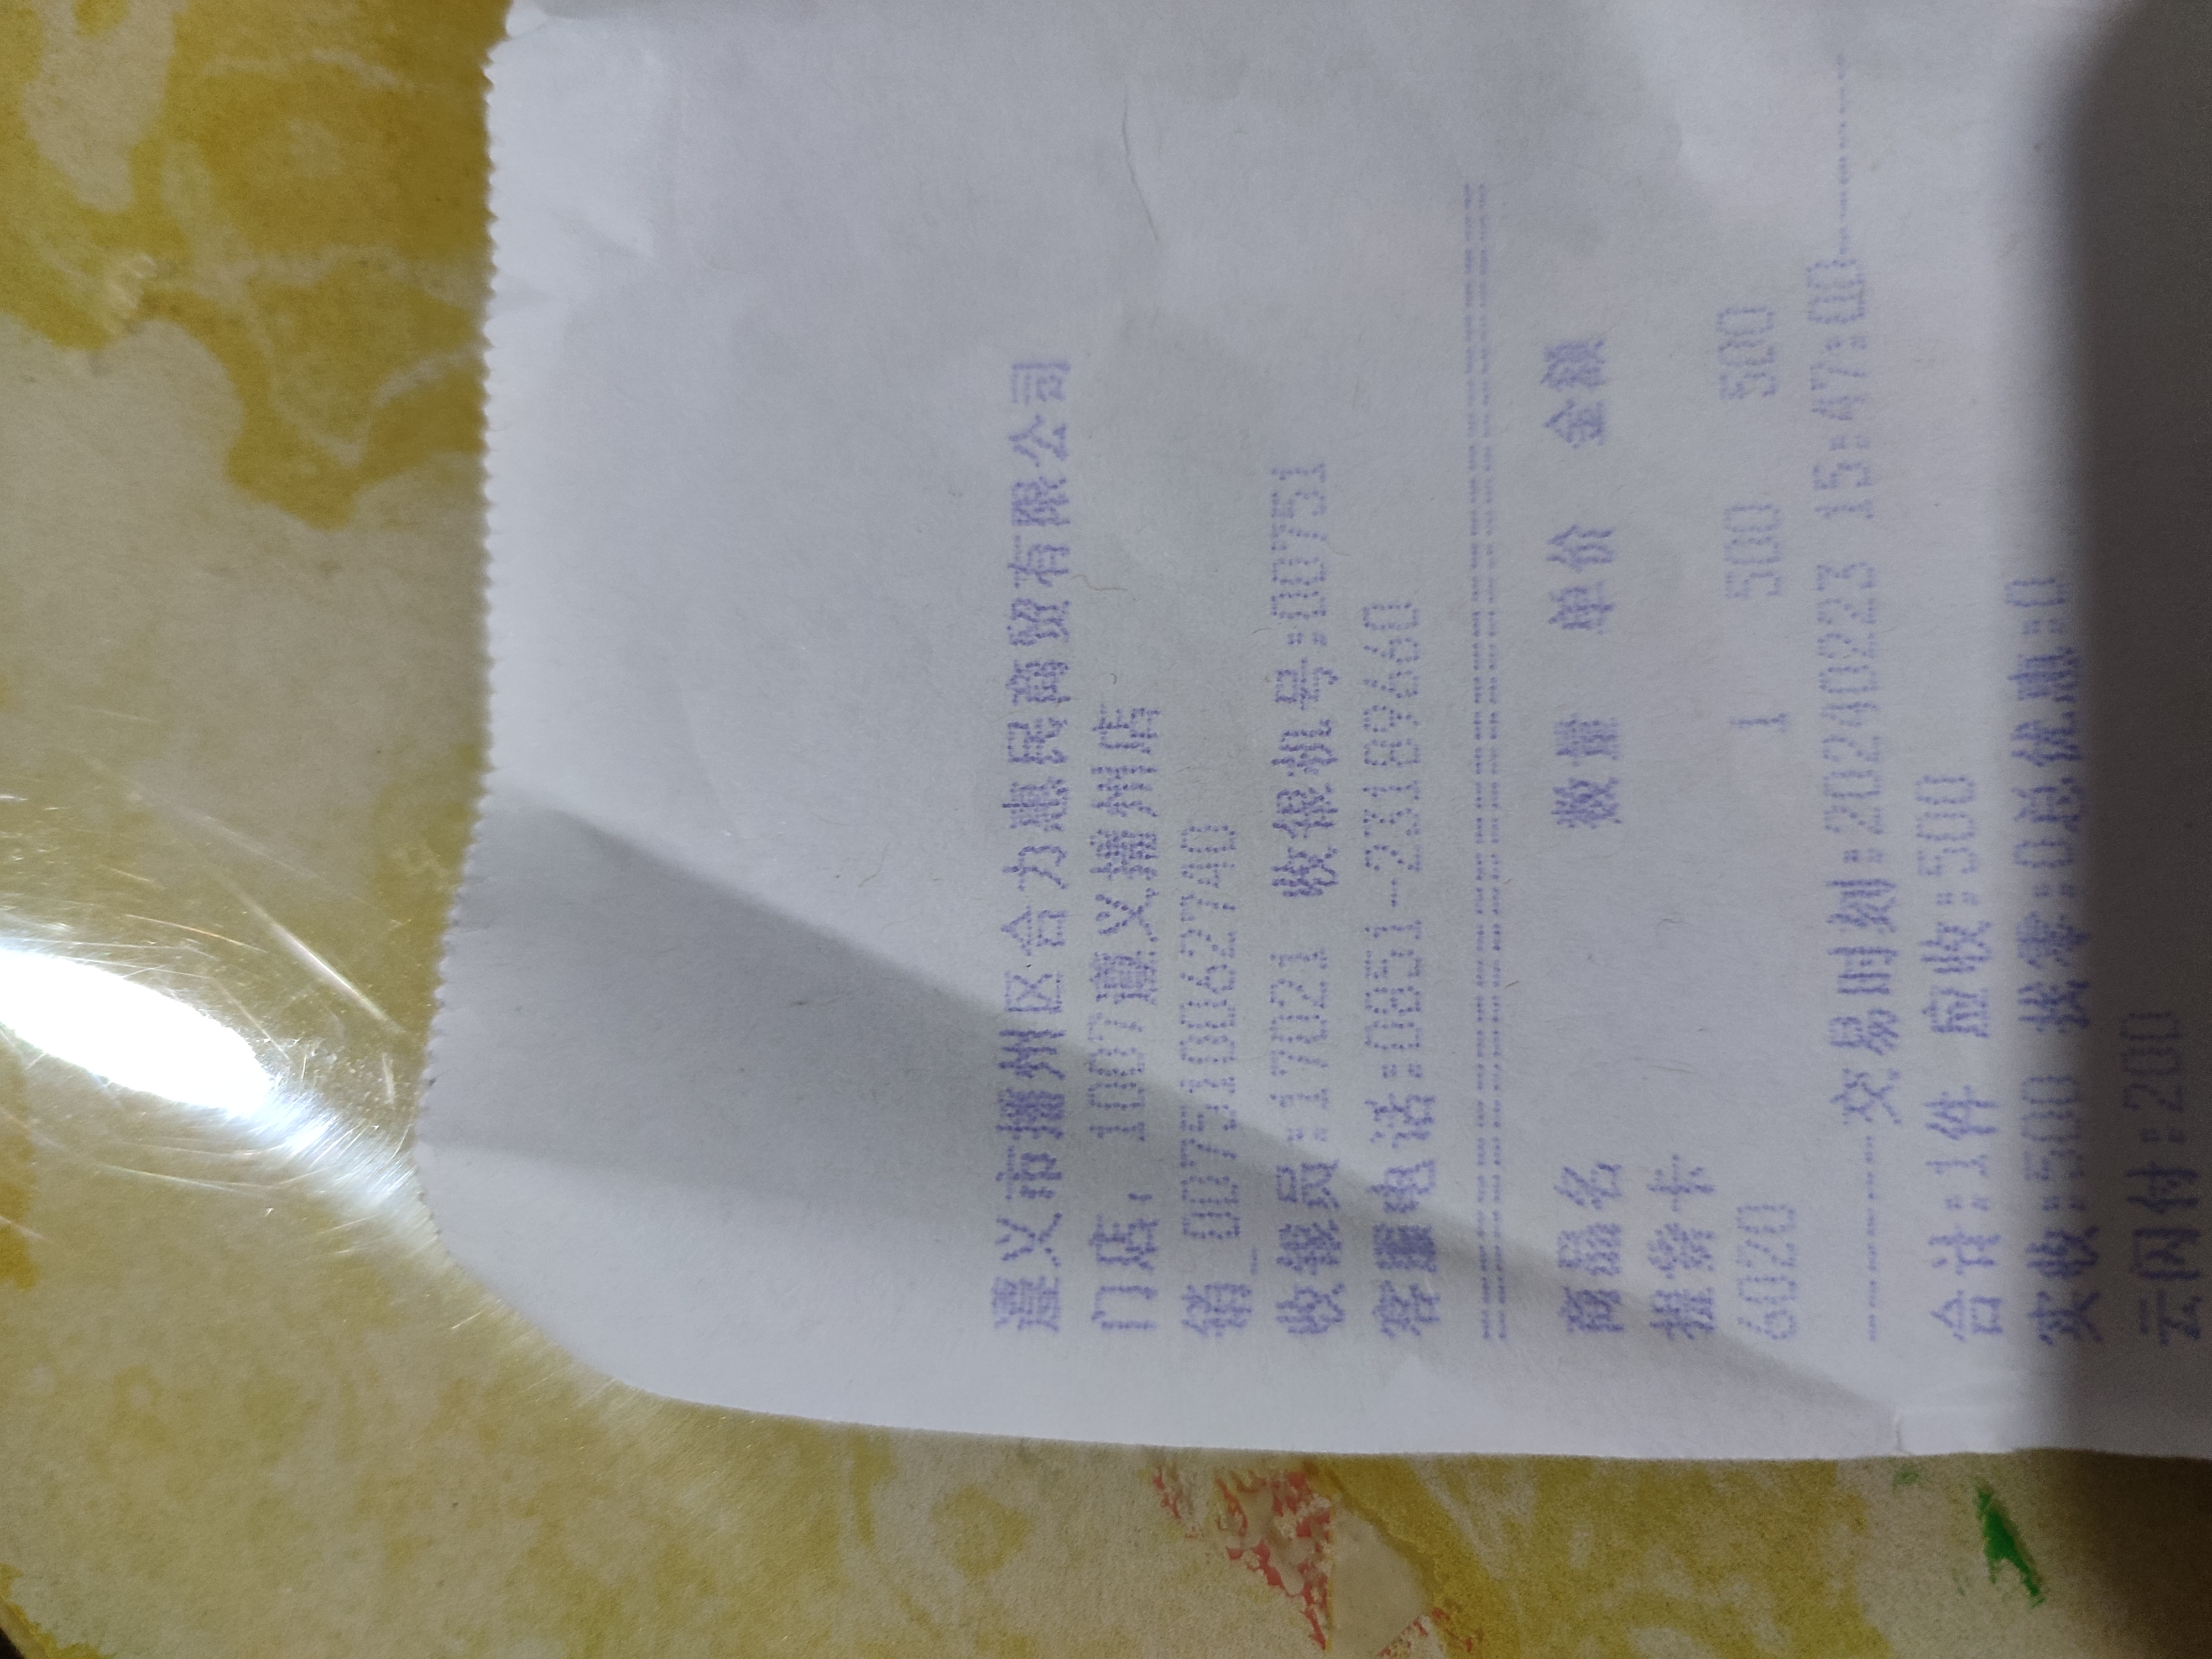 遵义市播州区合力惠民商贸有限公司
门店: 1007遵义播州店
销_007510062740
收银员:17021 收银机号:00751
客服电话:0851-23189660
================================
商品名 数量 单价 金额
提货卡
6020 1 500 500
-----交易时刻:20240223 15:47:00-----
合计:1件 应收:500
实收:500 找零:0总优惠:0
云闪付:200